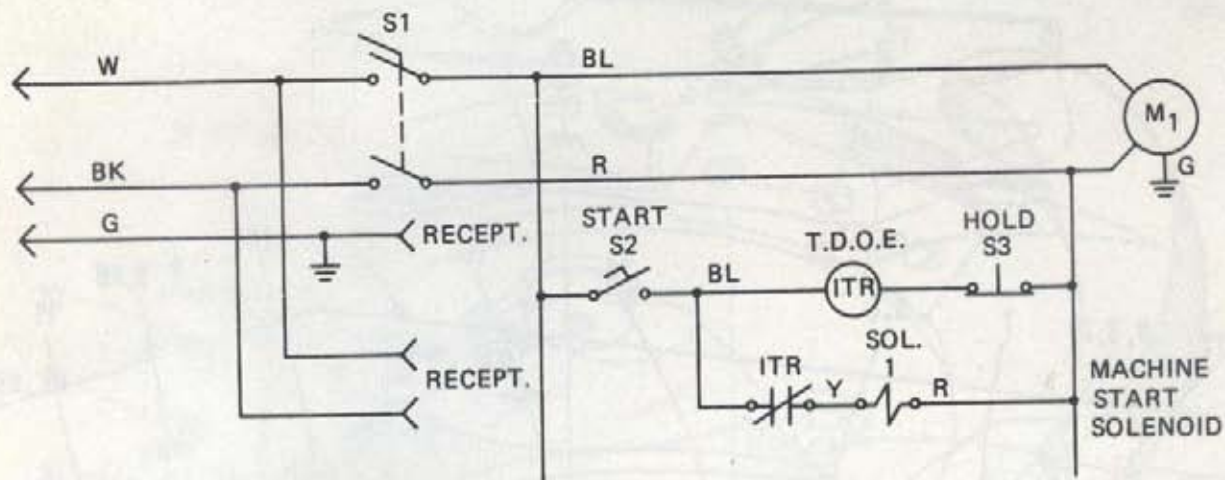 S1
W
BL
M1
BK
R
G
G
RECEPT.
START
S2
T.D.O.E.
HOLD
S3
BL
ITR
RECEPT.
ITR
Y
SOL.
1
R
MACHINE
START
SOLENOID